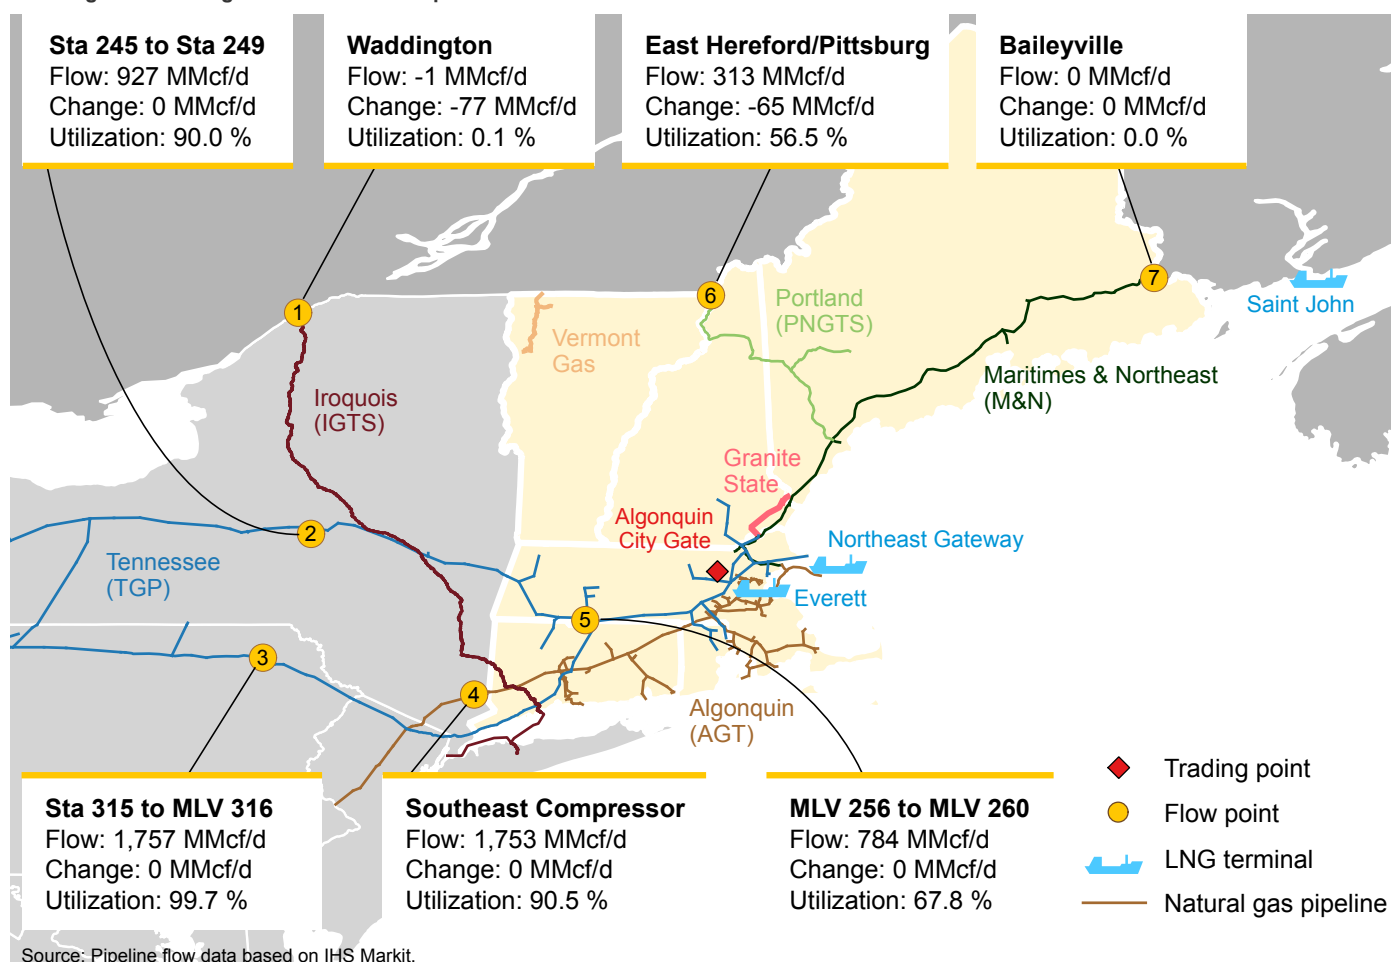 Sta 245 to Sta 249
Flow: 927 MMcf/d
Change: 0 MMcf/d
Utilization: 90.0 %
Waddington
Flow: -1 MMcf/d
Change: -77 MMcf/d
Utilization: 0.1 %
East Hereford/Pittsburg
Flow: 313 MMcf/d
Change: -65 MMcf/d
Utilization: 56.5 %
Baileyville
Flow: 0 MMcf/d
Change: 0 MMcf/d
Utilization: 0.0 %
1
6
7
Portland
(PNGTS)
Saint John
Vermont
Gas
Iroquois
(IGTS)
Maritimes & Northeast
(M&N)
Granite
State
Algonquin
City Gate
2
Northeast Gateway
Tennessee
(TGP)
Everett
5
3
4
Algonquin
(AGT)
Sta 315 to MLV 316
Flow: 1,757 MMcf/d
Change: 0 MMcf/d
Utilization: 99.7 %
Southeast Compressor
Flow: 1,753 MMcf/d
Change: 0 MMcf/d
Utilization: 90.5 %
MLV 256 to MLV 260
Flow: 784 MMcf/d
Change: 0 MMcf/d
Utilization: 67.8 %
Trading point
Flow point
LNG terminal
Natural gas pipeline
Source: Pipeline flow data based on IHS Markit.